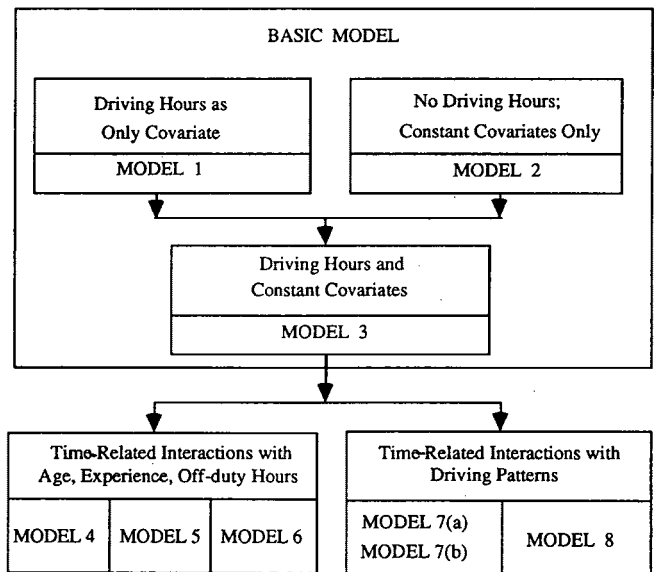 BASIC MODEL
Driving Hours as
Only Covariate
MODEL 1
No Driving Hours;
Constant Covariates Only
MODEL 2
Driving Hours and
Constant Covariates
MODEL 3
Time-Related Interactions with
Age, Experience, Off-duty Hours
MODEL 4
MODEL 5
MODEL 6
Time-Related Interactions with
Driving Patterns
MODEL 7(a)
MODEL 7(b)
MODEL 8